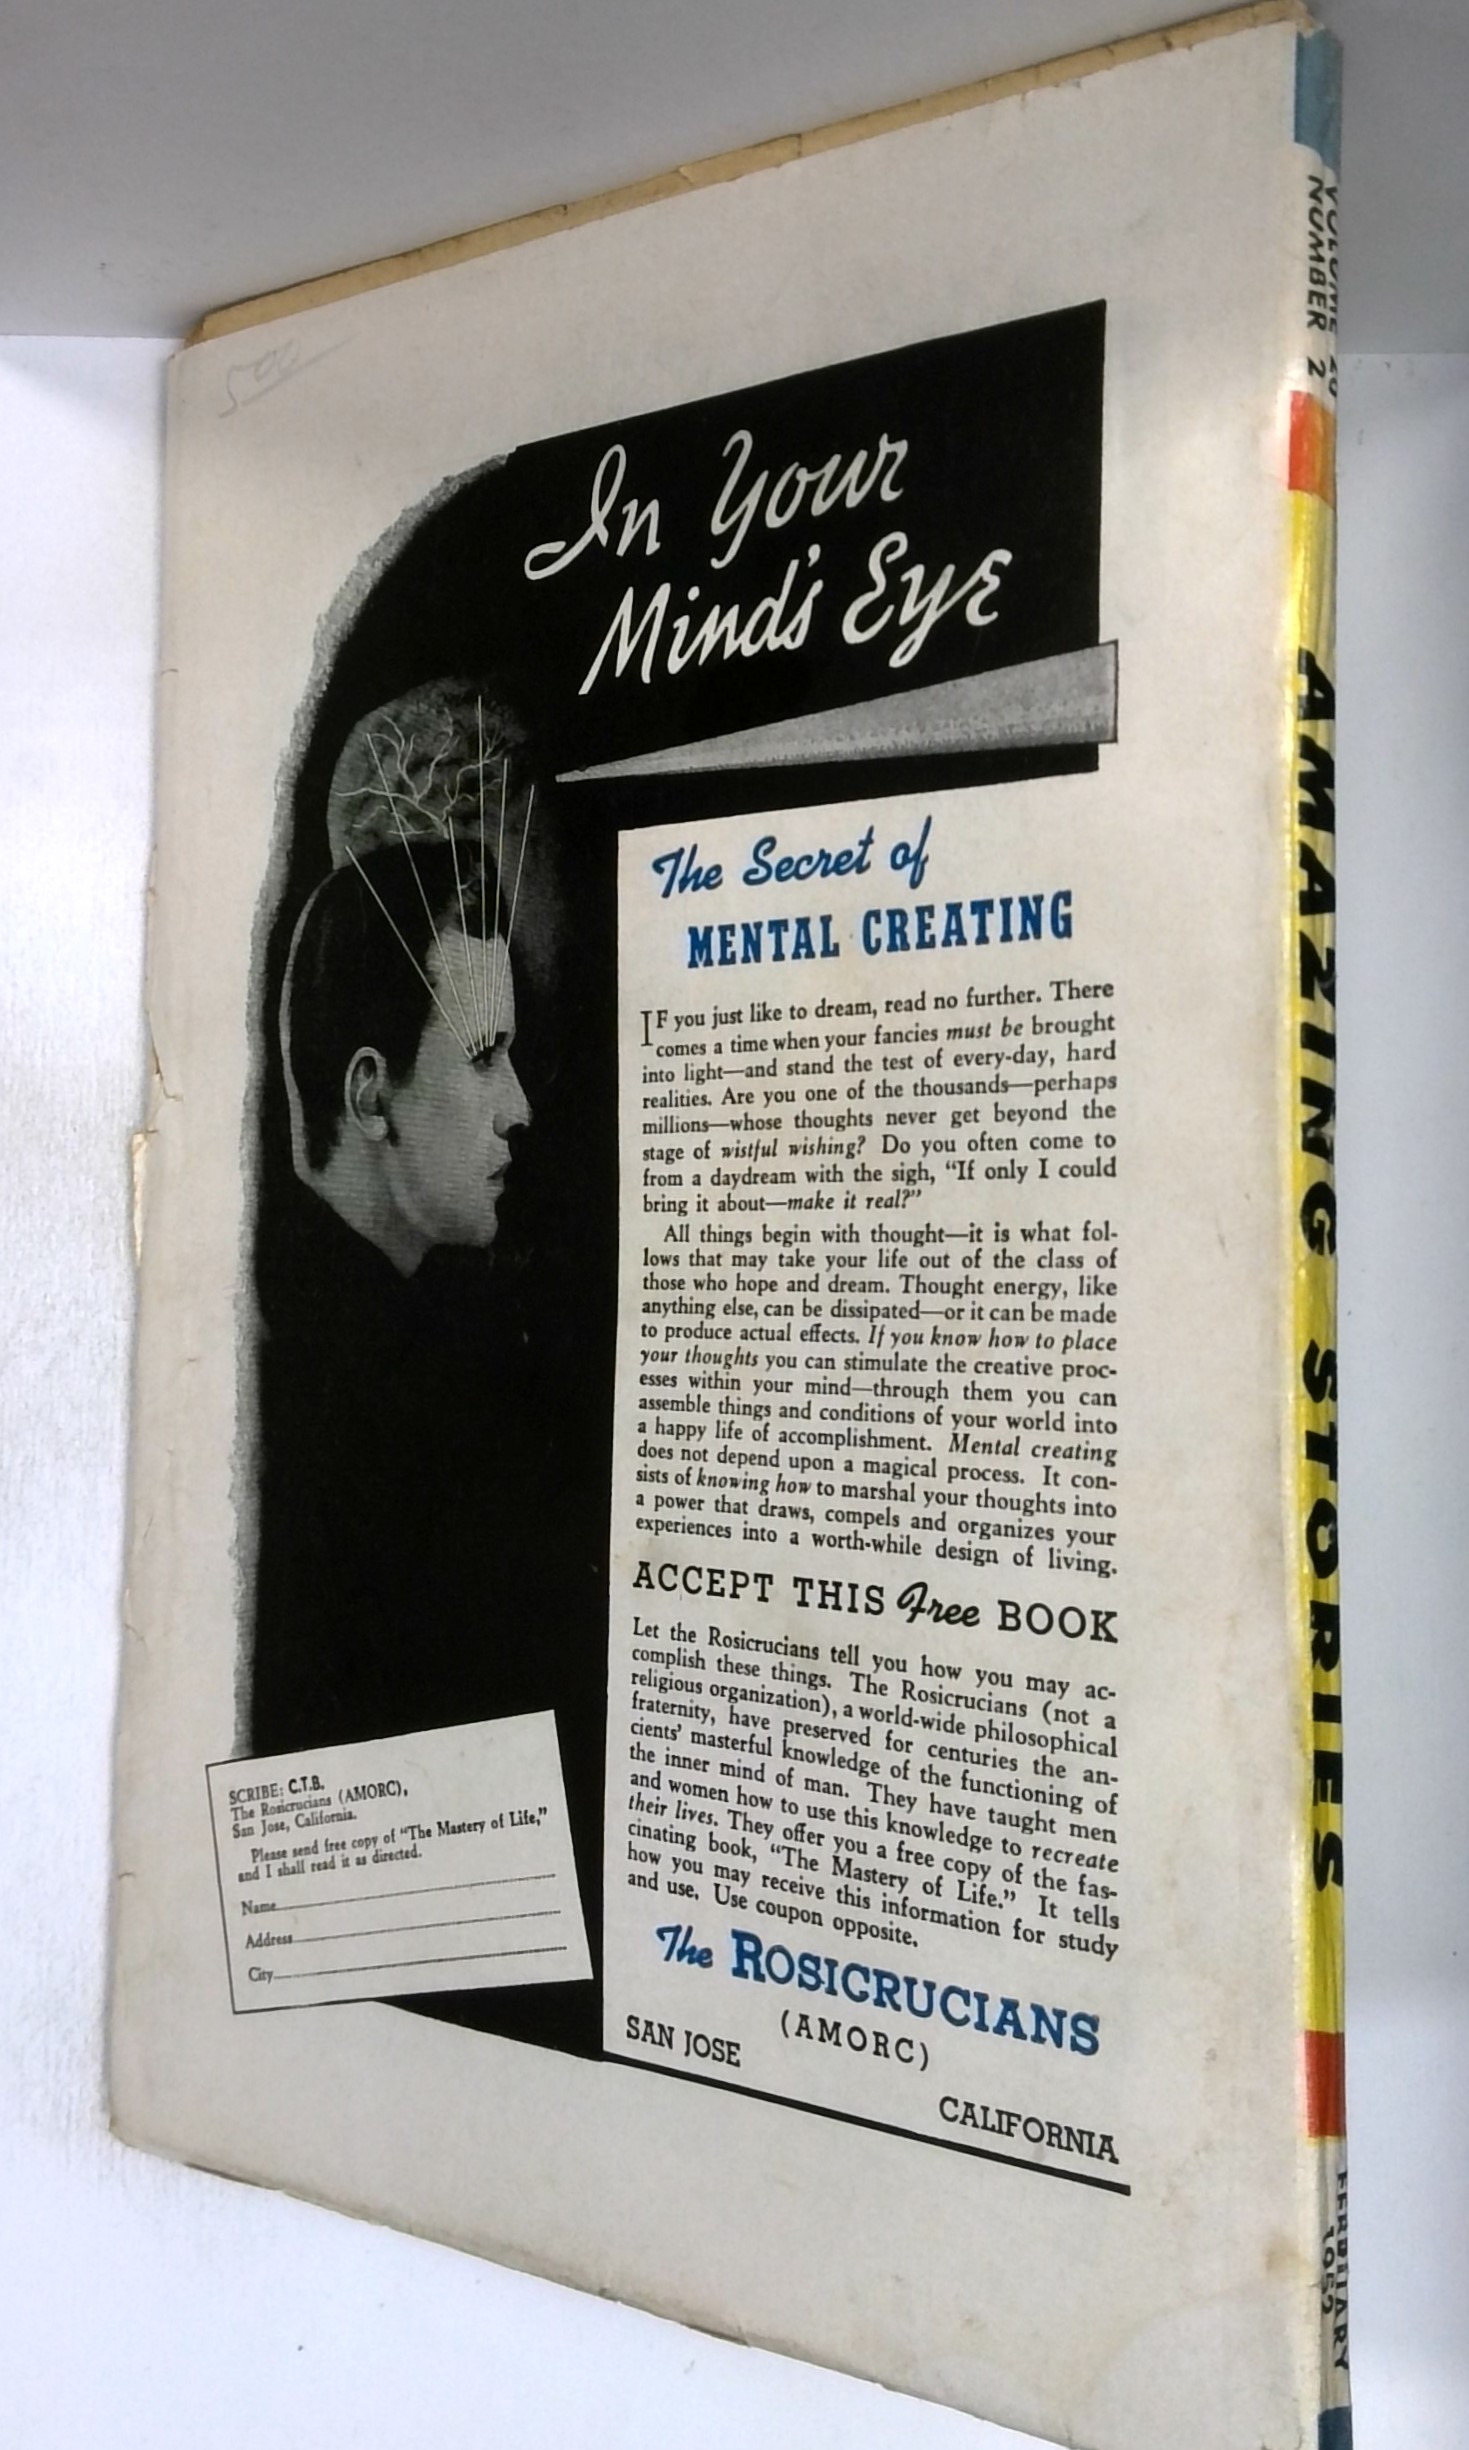 500
In Your
Mind's Eye
The Secret of
MENTAL CREATING
IF you just like to dream, read no further. There
comes a time when your fancies must be brought
into light—and stand the test of every-day, hard
realities. Are you one of the thousands—perhaps
millions—whose thoughts never get beyond the
stage of wistful wishing? Do you often come to
from a daydream with the sigh, "If only I could
bring it about—make it real?"
All things begin with thought—it is what fol-
lows that may take your life out of the class of
those who hope and dream. Thought energy, like
anything else, can be dissipated—or it can be made
to produce actual effects. If you know how to place
your thoughts you can stimulate the creative proc-
esses within your mind—through them you can
assemble things and conditions of your world into
a happy life of accomplishment. Mental creating
does not depend upon a magical process. It con-
sists of knowing how to marshal your thoughts into
a power that draws, compels and organizes your
experiences into a worth-while design of living.
ACCEPT THIS Free BOOK
Let the Rosicrucians tell you how you may ac-
complish these things. The Rosicrucians (not a
religious organization), a world-wide philosophical
fraternity, have preserved for centuries the an-
cients' masterful knowledge of the functioning of
the inner mind of man. They have taught men
and women how to use this knowledge to recreate
their lives. They offer you a free copy of the fas-
cinating book, "The Mastery of Life." It tells
how you may receive this information for study
and use. Use coupon opposite.
The ROSICRUCIANS
(AMORC)
SAN JOSE
CALIFORNIA
SCRIBE: C.T.B.
The Rosicrucians (AMORC),
San Jose, California.
Please send free copy of "The Mastery of Life,"
and I shall read it as directed.
Name
Address
City
VOLUME
NUMBER 2
AMAZING STORIES
FEBRUARY
1952